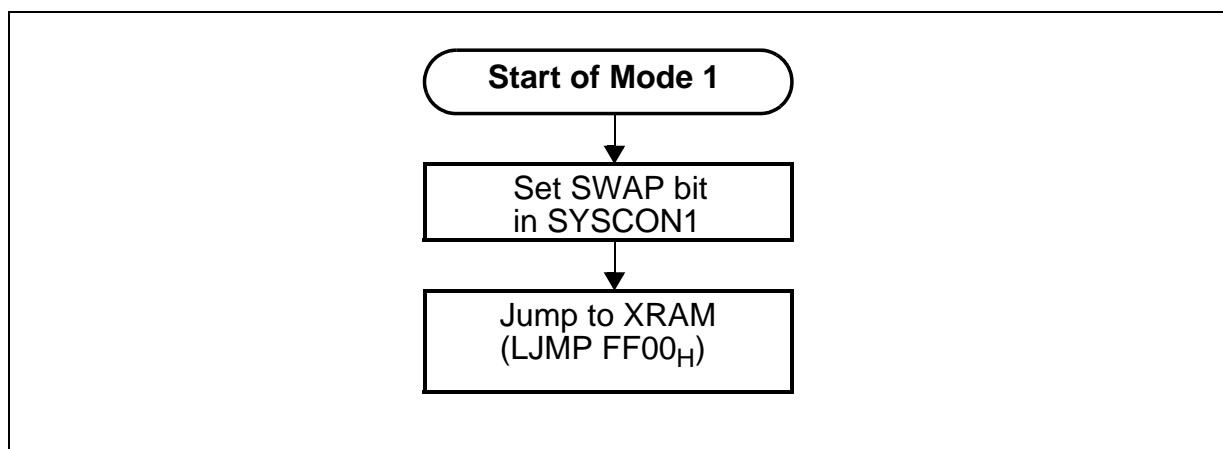 Start of Mode 1
Set SWAP bit
in SYSCON1
Jump to XRAM
(LJMP FF00H)